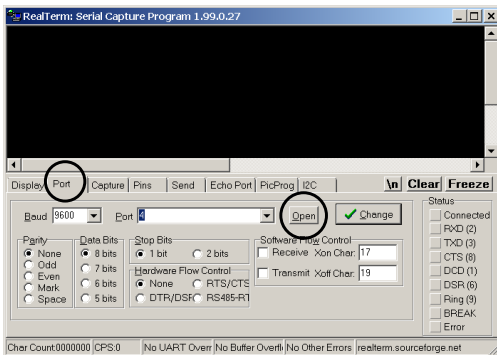 RealTerm: Serial Capture Program 1.99.0.27
Display Port Capture Pins Send Echo Port PicProg I2C \n Clear Freeze
Baud 9600 Port 4 Open Change
Status
Connected
RXD (2)
TXD (3)
CTS (8)
DCD (1)
DSR (6)
Ring (9)
BREAK
Error
Parity
None
Odd
Even
Mark
Space
Data Bits
8 bits
7 bits
6 bits
5 bits
Stop Bits
1 bit 2 bits
Hardware Flow Control
None RTS/CTS
DTR/DSR RS485-RT
Software Flow Control
Receive Xon Char: 17
Transmit Xoff Char: 19
Char Count:0000000 CPS:0 No UART Overr No Buffer Overfl No Other Errors realterm.sourceforge.net